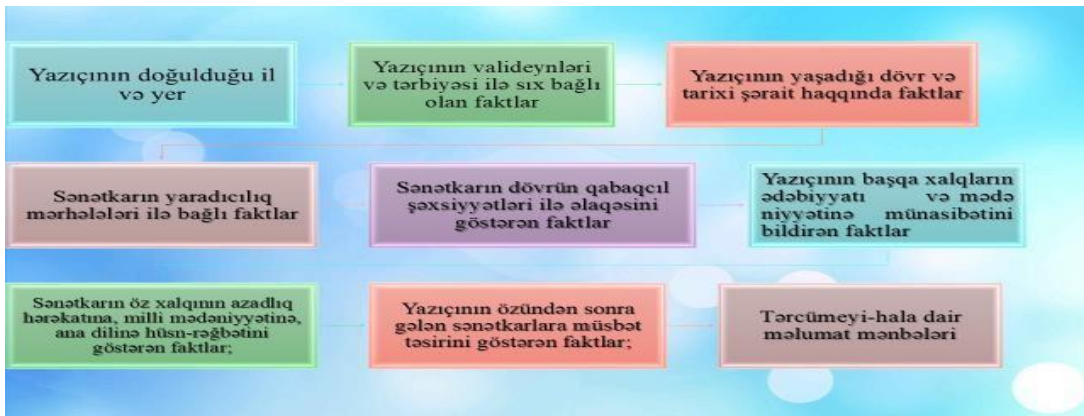 Yazıçının doğulduğu il
və yer
Yazıçının valideynləri
və tərbiyəsi ilə sıx bağlı
olan faktlar
Yazıçının yaşadığı dövr və
tarixi şərait haqqında faktlar
Sənətkarın yaradıcılıq
mərhələləri ilə bağlı faktlar
Sənətkarın dövrün qabaqcıl
şəxsiyyətləri ilə əlaqəsini
göstərən faktlar
Yazıçının başqa xalqların
ədəbiyyatı və mədə
niyyətinə münasibətini
bildirən faktlar
Sənətkarın öz xalqının azadlıq
hərəkatına, milli mədəniyyətinə,
ana dilinə hüsn-rəğbətini
göstərən faktlar;
Yazıçının özündən sonra
gələn sənətkarlara müsbət
təsirini göstərən faktlar;
Tərcümeyi-hala dair
məlumat mənbələri